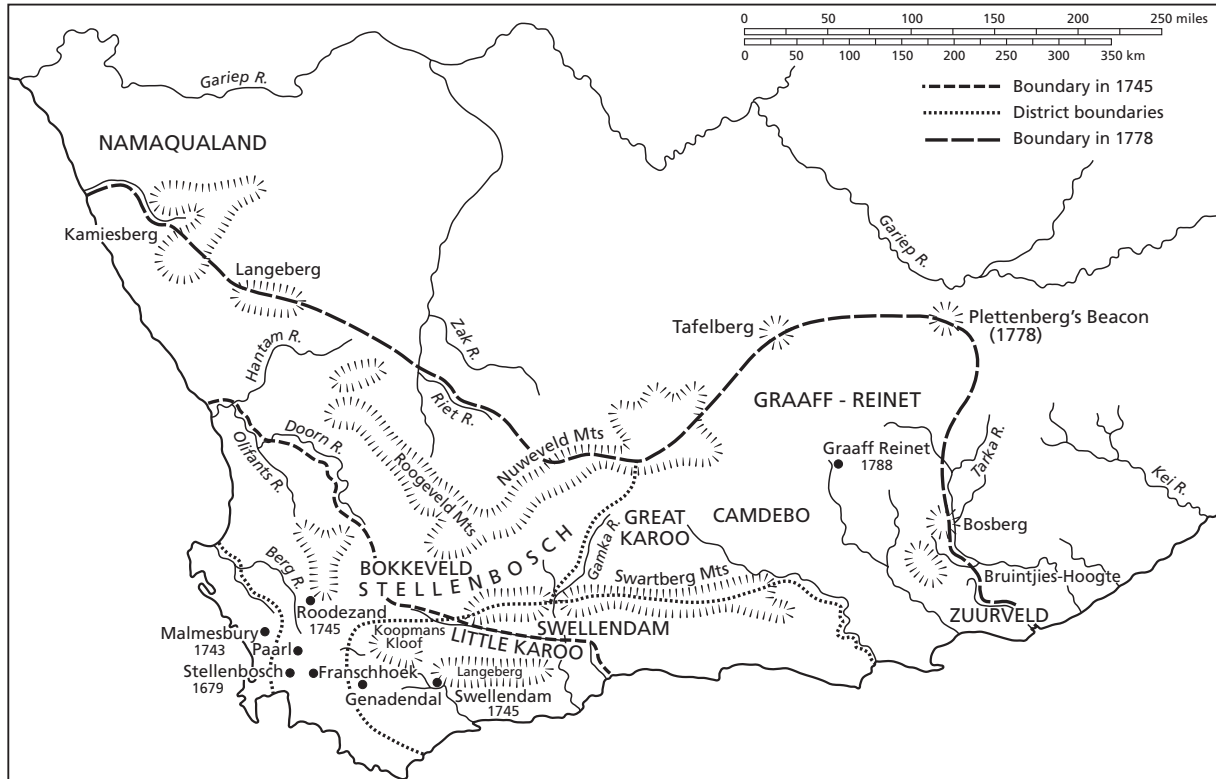 0 50 100 150 200 250 miles
0 50 100 150 200 250 300 350 km
Boundary in 1745
District boundaries
Boundary in 1778
Gariep R.
NAMAQUALAND
Kamiesberg
Langeberg
Gariep R.
Hantam R.
Zak R.
Riet R.
Tafelberg
Plettenberg's Beacon
(1778)
GRAAFF - REINET
Graaff Reinet
1788
Tarka R.
Kei R.
Olifants R.
Doorn R.
Roogeveld Mts
Nuweveld Mts
GREAT
KAROO
CAMDEBO
Bosberg
Gamka R.
Berg R.
BOKKEVELD
STELLENBOSCH
Swartberg Mts
Bruintjies-Hoogte
ZUURVELD
Roodezand
1745
Malmesbury
1743
Paarl
Koopmans
Kloof
LITTLE KAROO
SWELLENDAM
Stellenbosch
1679
Franschhoek
Genadendal
Langeberg
Swellendam
1745